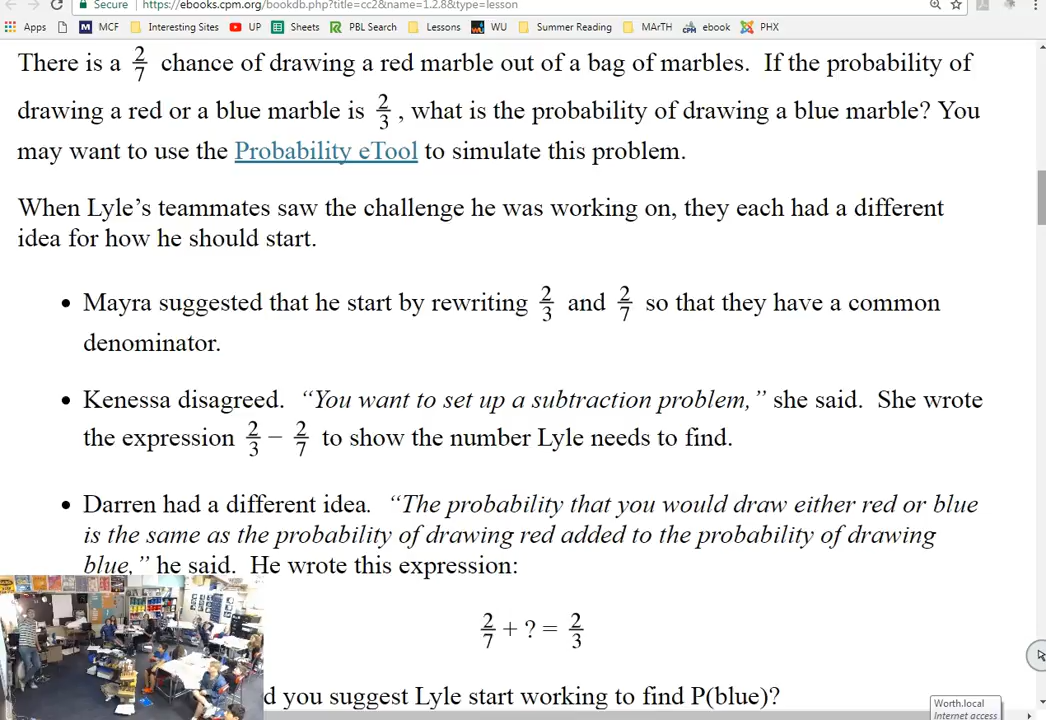 Secure https://ebooks.cpm.org/bookdb.php?title=cc2&name=1.2.8&type=lesson
Apps MCF Interesting Sites UP Sheets PBL Search Lessons WU Summer Reading MArTH ebook PHX
There is a 2/7 chance of drawing a red marble out of a bag of marbles. If the probability of
drawing a red or a blue marble is 2/3, what is the probability of drawing a blue marble? You
may want to use the Probability eTool to simulate this problem.
When Lyle’s teammates saw the challenge he was working on, they each had a different
idea for how he should start.
• Mayra suggested that he start by rewriting 2/3 and 2/7 so that they have a common
denominator.
• Kenessa disagreed. “You want to set up a subtraction problem,” she said. She wrote
the expression 2/3 − 2/7 to show the number Lyle needs to find.
• Darren had a different idea. “The probability that you would draw either red or blue
is the same as the probability of drawing red added to the probability of drawing
blue,” he said. He wrote this expression:
2/7 + ? = 2/3
d you suggest Lyle start working to find P(blue)?
Worth.local
Internet access